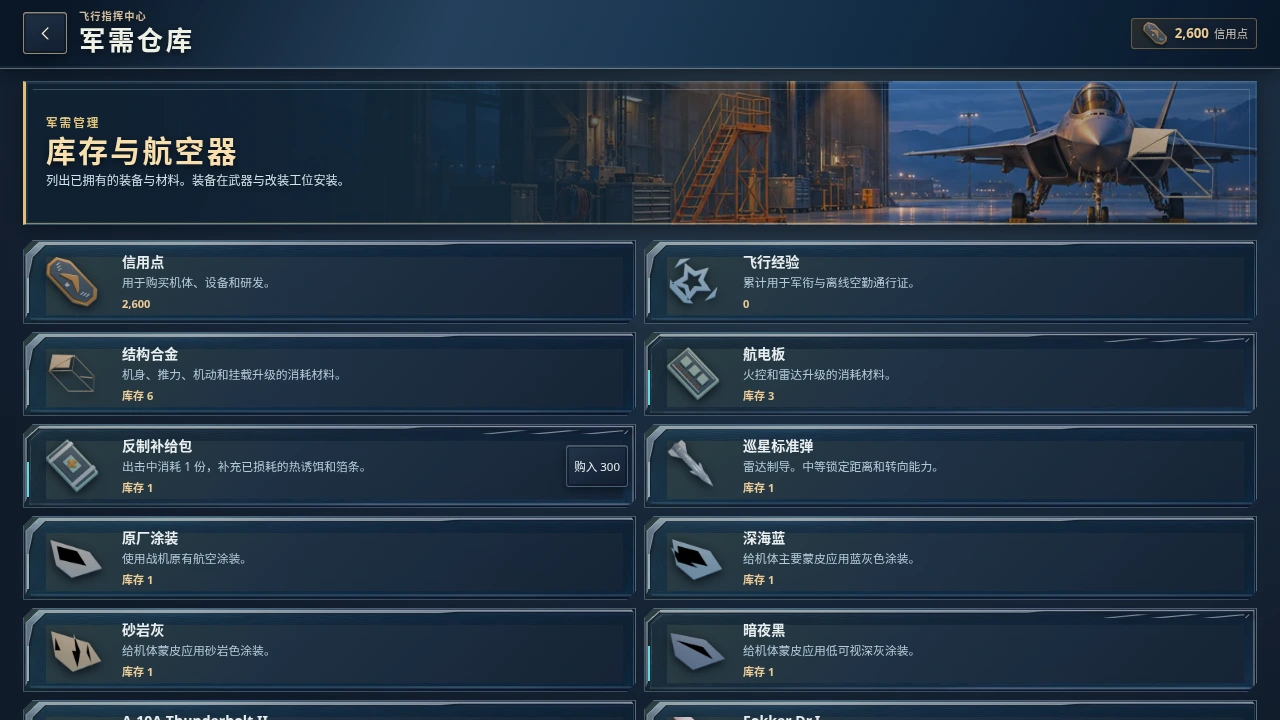 飞行指挥中心
军需仓库
2,600 信用点
军需管理
库存与航空器
列出已拥有的装备与材料。装备在武器与改装工位安装。
信用点
用于购买机体、设备和研发。
2,600
飞行经验
累计用于军衔与离线空勤通行证。
0
结构合金
机身、推力、机动和挂载升级的消耗材料。
库存 6
航电板
火控和雷达升级的消耗材料。
库存 3
反制补给包
出击中消耗 1 份，补充已损耗的热诱饵和箔条。
库存 1
购入 300
巡星标准弹
雷达制导。中等锁定距离和转向能力。
库存 1
原厂涂装
使用战机原有航空涂装。
库存 1
深海蓝
给机体主要蒙皮应用蓝灰色涂装。
库存 1
砂岩灰
给机体蒙皮应用砂岩色涂装。
库存 1
暗夜黑
给机体蒙皮应用低可视深灰涂装。
库存 1
A-10A Thunderbolt II
Fokker Dr.I